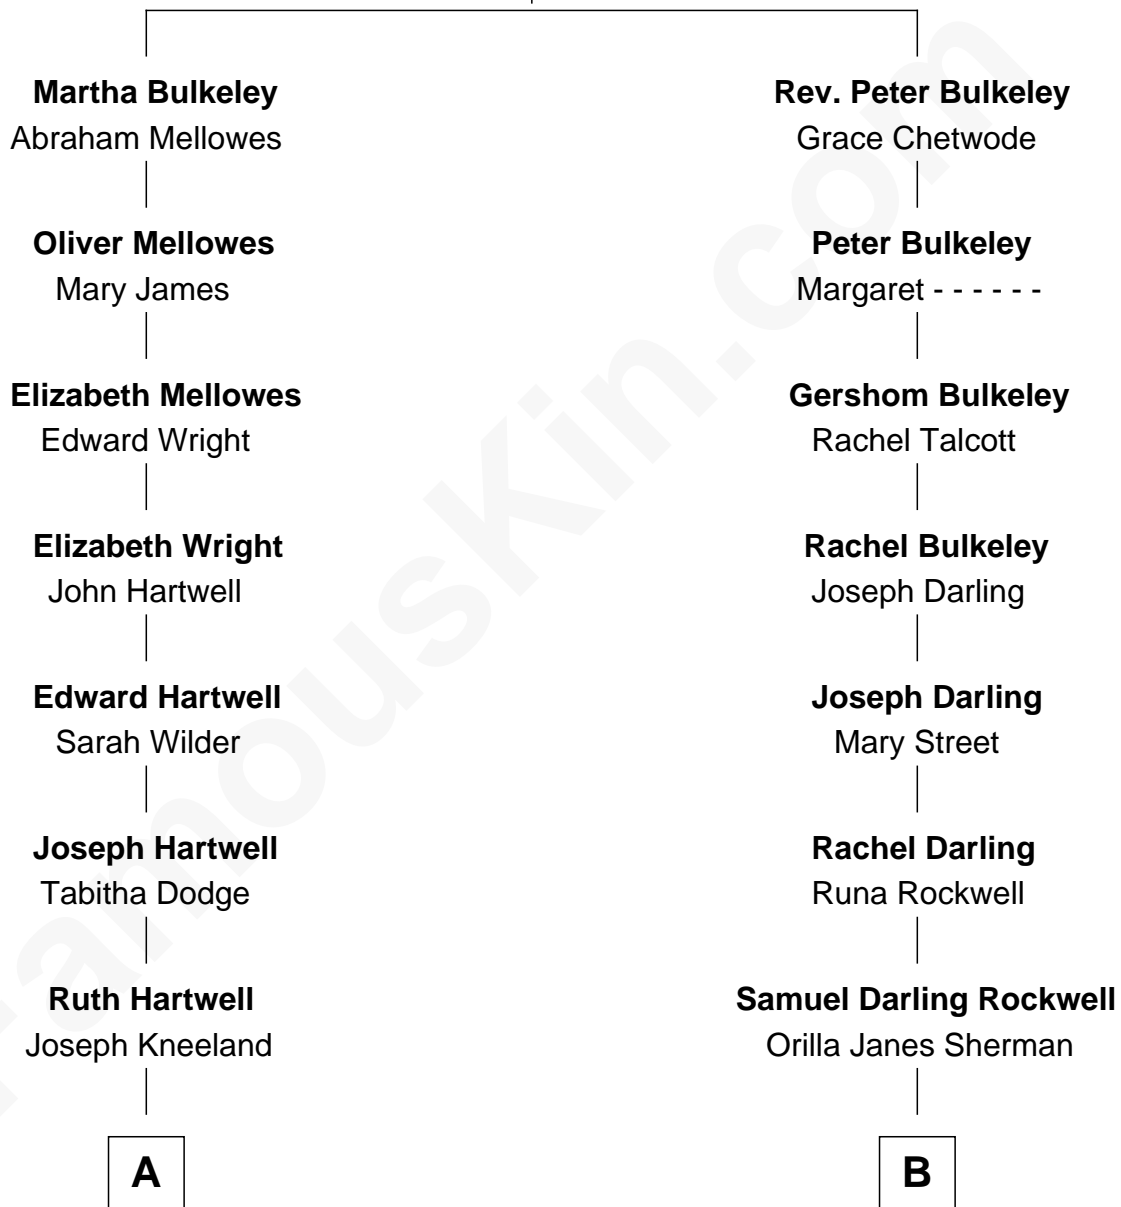 Martha Bulkeley
Abraham Mellowes
Oliver Mellowes
Mary James
Elizabeth Mellowes
Edward Wright
Elizabeth Wright
John Hartwell
Edward Hartwell
Sarah Wilder
Joseph Hartwell
Tabitha Dodge
Ruth Hartwell
Joseph Kneeland
A
Rev. Peter Bulkeley
Grace Chetwode
Peter Bulkeley
Margaret - - - - - -
Gershom Bulkeley
Rachel Talcott
Rachel Bulkeley
Joseph Darling
Joseph Darling
Mary Street
Rachel Darling
Runa Rockwell
Samuel Darling Rockwell
Orilla Janes Sherman
B
FamousKin.com